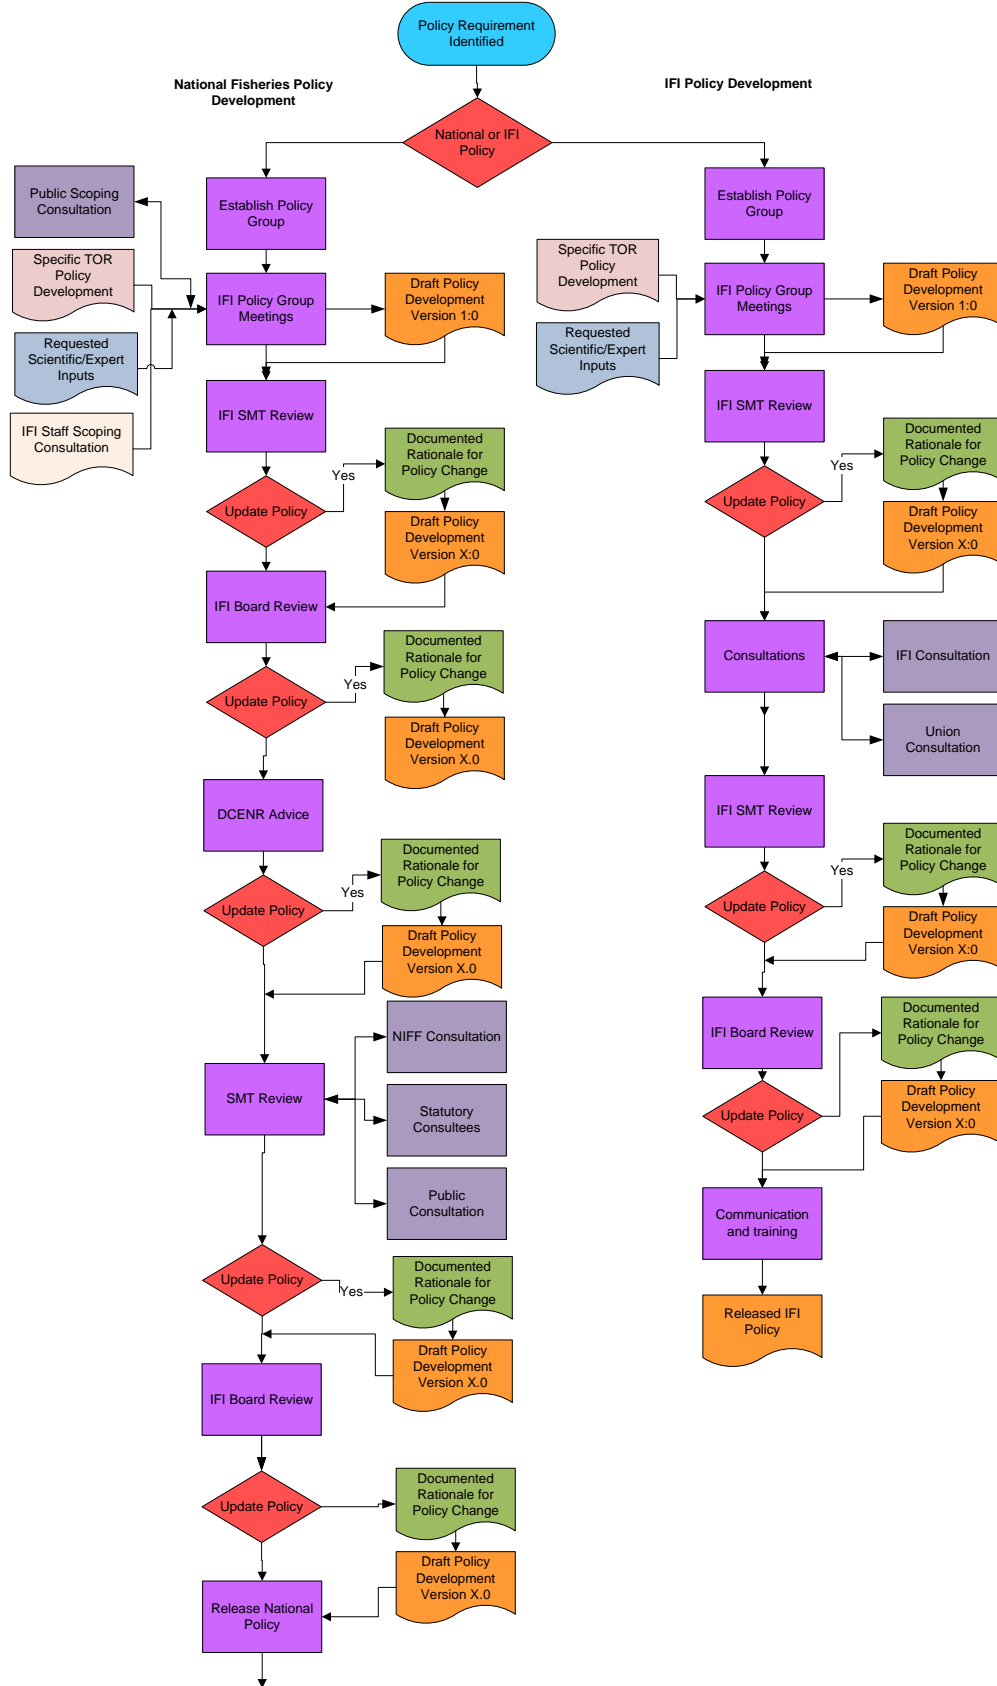 Policy Requirement
Identified
National Fisheries Policy
Development
IFI Policy Development
National or IFI
Policy
Public Scoping
Consultation
Establish Policy
Group
Specific TOR
Policy
Development
IFI Policy Group
Meetings
Draft Policy
Development
Version 1:0
Requested
Scientific/Expert
Inputs
IFI Staff Scoping
Consultation
IFI SMT Review
Documented
Rationale for
Policy Change
Yes
Update Policy
Draft Policy
Development
Version X:0
IFI Board Review
Documented
Rationale for
Policy Change
Yes
Update Policy
Draft Policy
Development
Version X.0
DCENR Advice
Documented
Rationale for
Policy Change
Yes
Update Policy
Draft Policy
Development
Version X.0
NIFF Consultation
SMT Review
Statutory
Consultees
Public
Consultation
Update Policy
Yes
Documented
Rationale for
Policy Change
Draft Policy
Development
Version X.0
IFI Board Review
Update Policy
Documented
Rationale for
Policy Change
Draft Policy
Development
Version X.0
Release National
Policy
Establish Policy
Group
Specific TOR
Policy
Development
IFI Policy Group
Meetings
Draft Policy
Development
Version 1:0
Requested
Scientific/Expert
Inputs
IFI SMT Review
Documented
Rationale for
Policy Change
Yes
Update Policy
Draft Policy
Development
Version X:0
Consultations
IFI Consultation
Union
Consultation
IFI SMT Review
Documented
Rationale for
Policy Change
Yes
Update Policy
Draft Policy
Development
Version X:0
IFI Board Review
Documented
Rationale for
Policy Change
Update Policy
Draft Policy
Development
Version X:0
Communication
and training
Released IFI
Policy